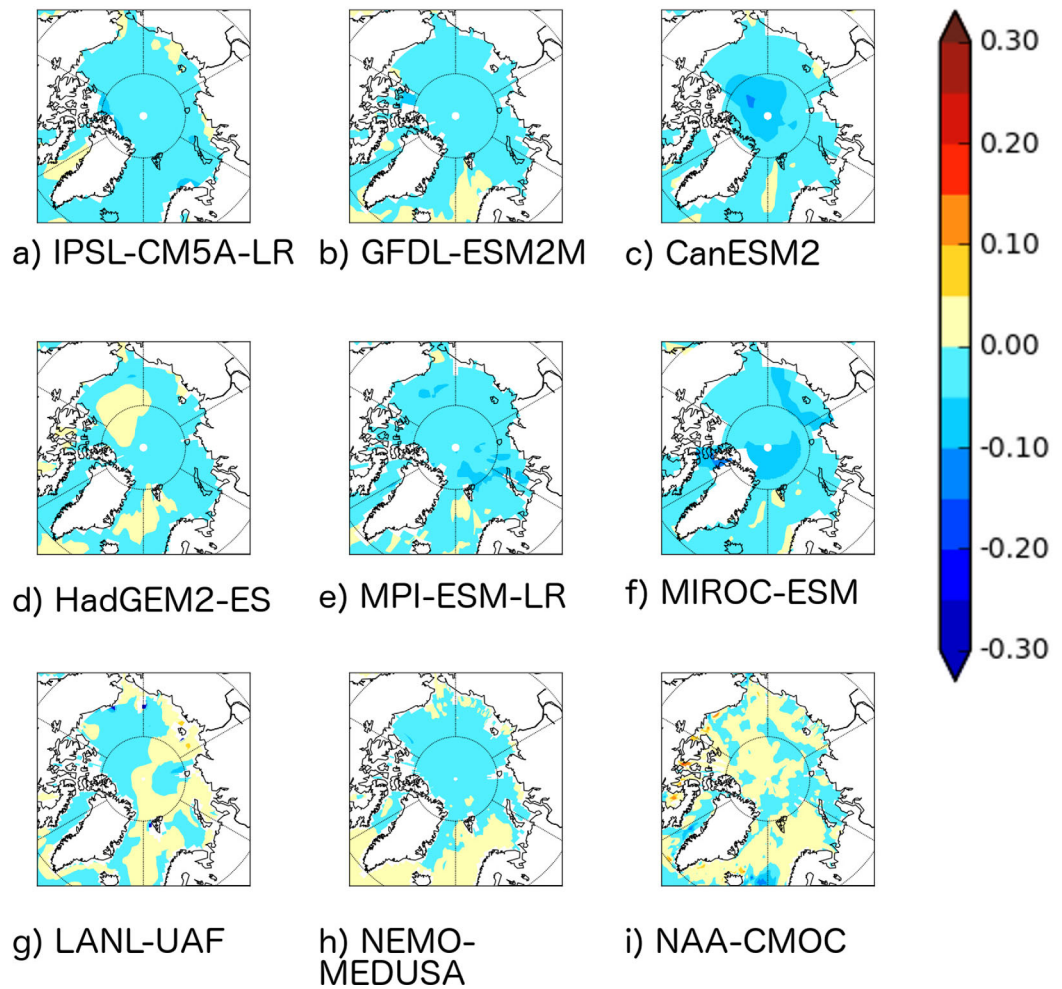 a) IPSL-CM5A-LR
b) GFDL-ESM2M
c) CanESM2
d) HadGEM2-ES
e) MPI-ESM-LR
f) MIROC-ESM
g) LANL-UAF
h) NEMO-
MEDUSA
i) NAA-CMOC
0.30
0.20
0.10
0.00
-0.10
-0.20
-0.30